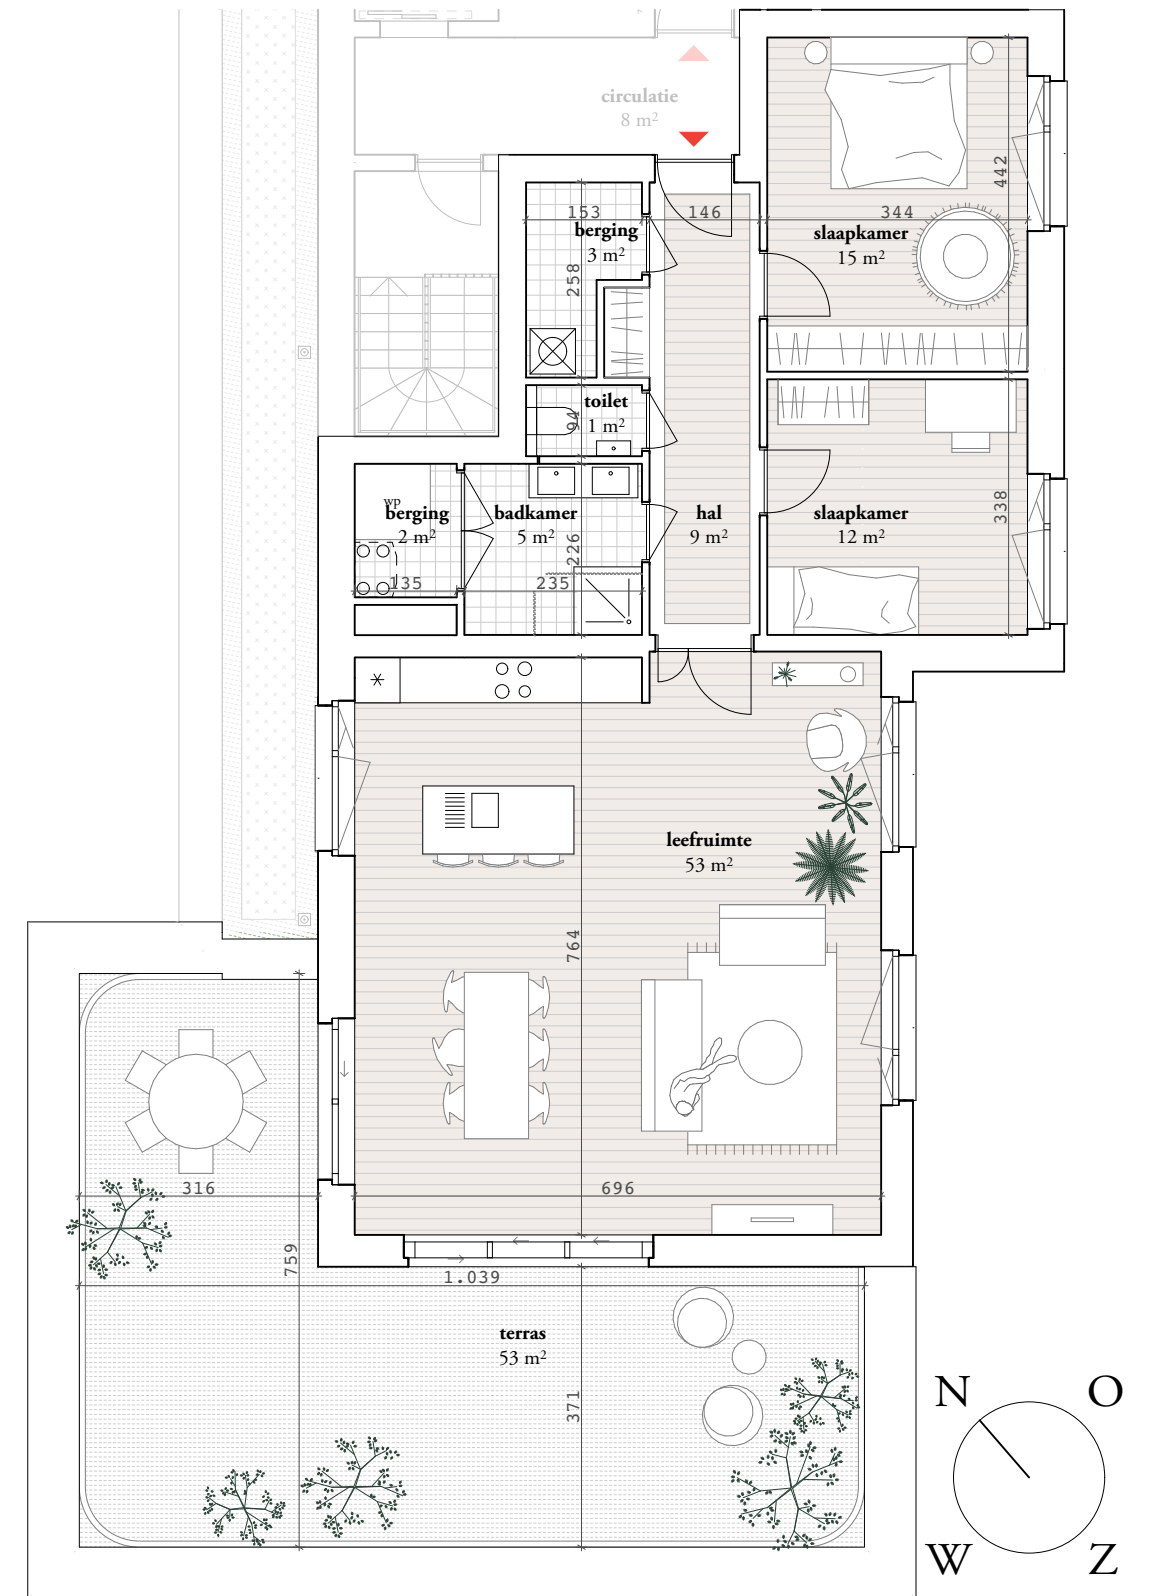 circulatie
8 m²
442
153
146
344
berging
3 m²
slaapkamer
15 m²
258
toilet
1 m²
94
338
wp
berging
2 m²
badkamer
5 m²
hal
9 m²
slaapkamer
12 m²
226
135
235
leefruimte
53 m²
764
316
696
759
1.039
terras
53 m²
371
N
O
W
Z